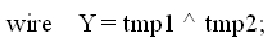 wire Y = tmp1 ^ tmp2;